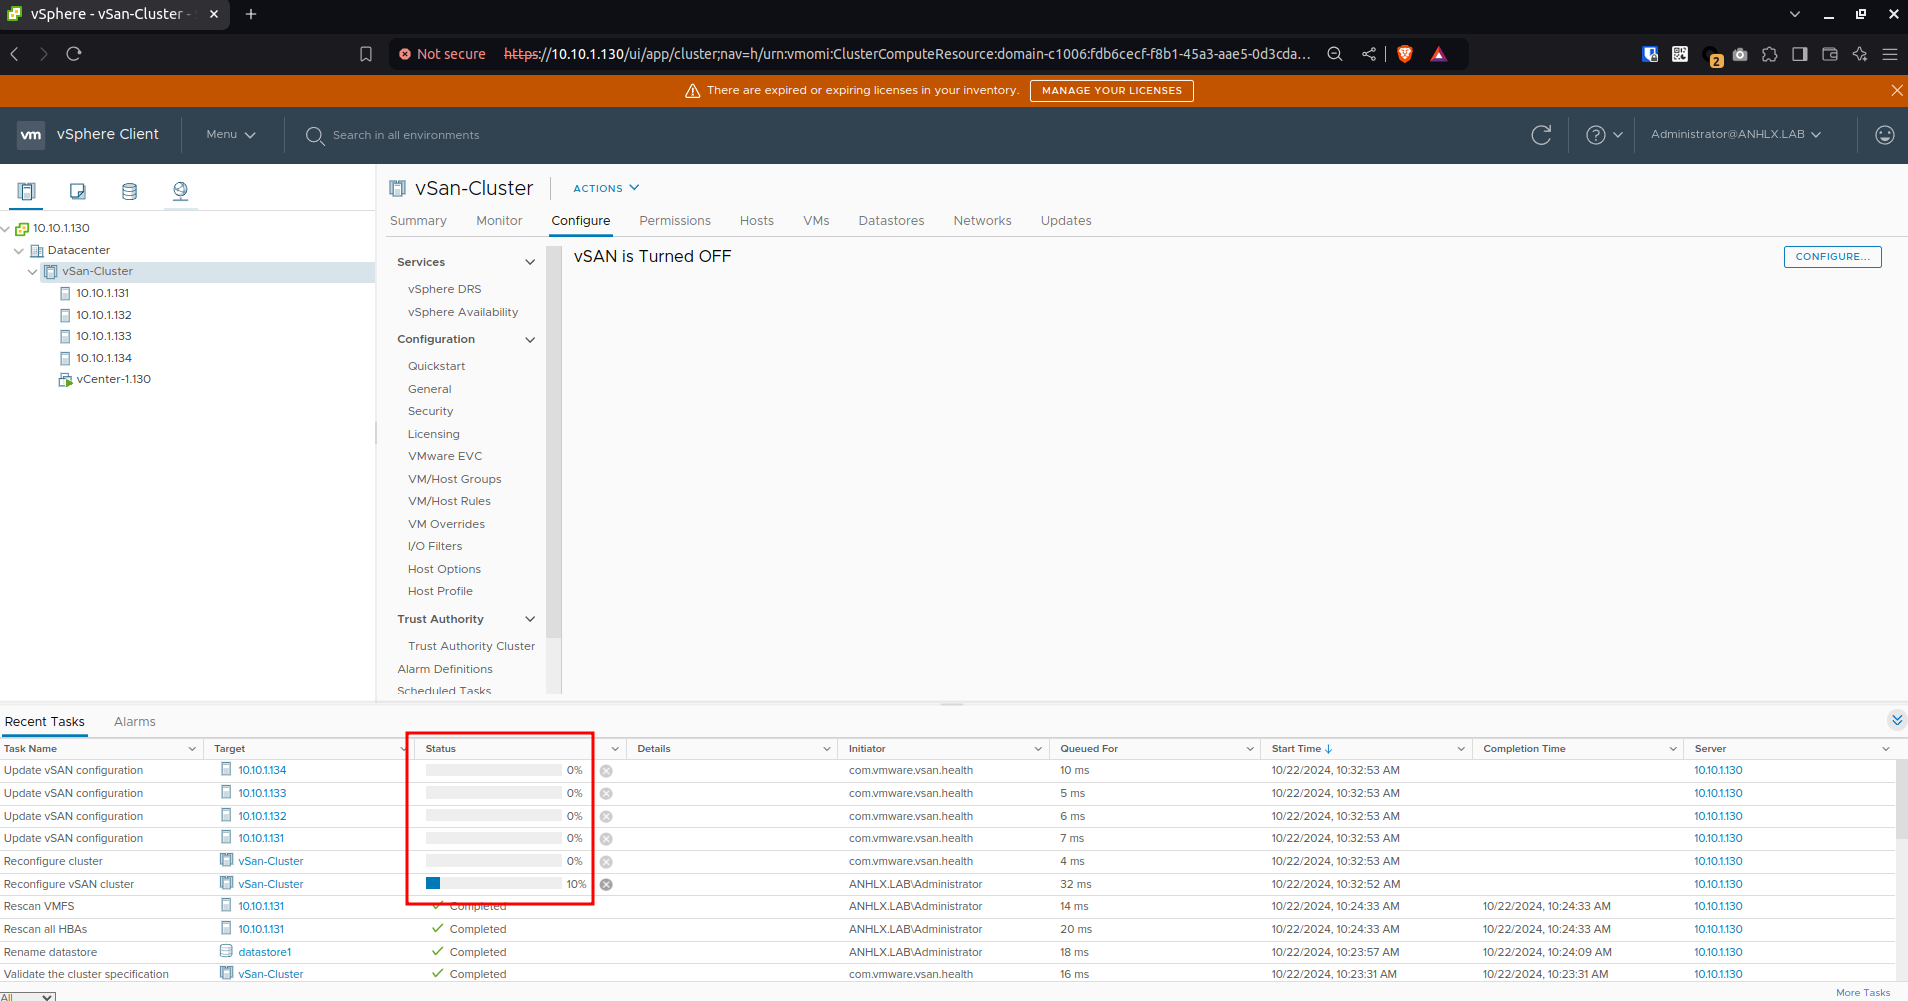 vSphere - vSan-Cluster -
Not secure https://10.10.1.130/ui/app/cluster;nav=h/urn:vmomi:ClusterComputeResource:domain-c1006:fdb6cecf-f8b1-45a3-aae5-0d3cda... 2
There are expired or expiring licenses in your inventory. MANAGE YOUR LICENSES
vm vSphere Client Menu Search in all environments Administrator@ANHLX.LAB
10.10.1.130
Datacenter
vSan-Cluster
10.10.1.131
10.10.1.132
10.10.1.133
10.10.1.134
vCenter-1.130
vSan-Cluster ACTIONS
Summary Monitor Configure Permissions Hosts VMs Datastores Networks Updates
Services
vSphere DRS
vSphere Availability
Configuration
Quickstart
General
Security
Licensing
VMware EVC
VM/Host Groups
VM/Host Rules
VM Overrides
I/O Filters
Host Options
Host Profile
Trust Authority
Trust Authority Cluster
Alarm Definitions
Scheduled Tasks
vSAN is Turned OFF CONFIGURE...
Recent Tasks Alarms
Task Name Target Status Details Initiator Queued For Start Time Completion Time Server
Update vSAN configuration 10.10.1.134 0% com.vmware.vsan.health 10 ms 10/22/2024, 10:32:53 AM 10.10.1.130
Update vSAN configuration 10.10.1.133 0% com.vmware.vsan.health 5 ms 10/22/2024, 10:32:53 AM 10.10.1.130
Update vSAN configuration 10.10.1.132 0% com.vmware.vsan.health 6 ms 10/22/2024, 10:32:53 AM 10.10.1.130
Update vSAN configuration 10.10.1.131 0% com.vmware.vsan.health 7 ms 10/22/2024, 10:32:53 AM 10.10.1.130
Reconfigure cluster vSan-Cluster 0% com.vmware.vsan.health 4 ms 10/22/2024, 10:32:53 AM 10.10.1.130
Reconfigure vSAN cluster vSan-Cluster 10% ANHLX.LAB\Administrator 32 ms 10/22/2024, 10:32:52 AM 10.10.1.130
Rescan VMFS 10.10.1.131 Completed ANHLX.LAB\Administrator 14 ms 10/22/2024, 10:24:33 AM 10/22/2024, 10:24:33 AM 10.10.1.130
Rescan all HBAs 10.10.1.131 Completed ANHLX.LAB\Administrator 20 ms 10/22/2024, 10:24:33 AM 10/22/2024, 10:24:33 AM 10.10.1.130
Rename datastore datastore1 Completed ANHLX.LAB\Administrator 18 ms 10/22/2024, 10:23:57 AM 10/22/2024, 10:24:09 AM 10.10.1.130
Validate the cluster specification vSan-Cluster Completed com.vmware.vsan.health 16 ms 10/22/2024, 10:23:31 AM 10/22/2024, 10:23:31 AM 10.10.1.130
All More Tasks